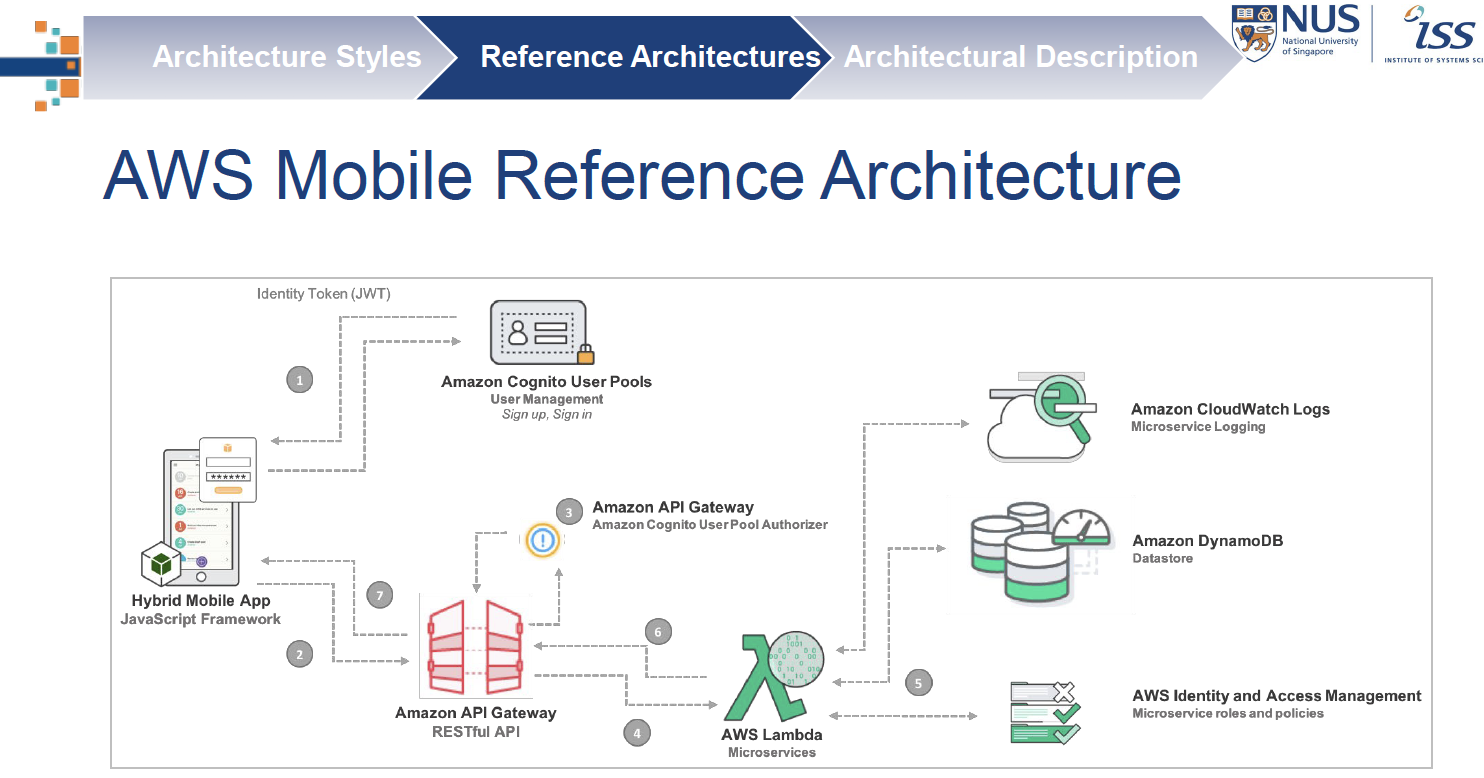 Architecture Styles
Reference Architectures
Architectural Description
NUS
National University
of Singapore
iss
AWS Mobile Reference Architecture
Identity Token (JWT)
1
Amazon Cognito User Pools
User Management
Sign up, Sign in
Amazon CloudWatch Logs
Microservice Logging
******
3
Amazon API Gateway
Amazon Cognito User Pool Authorizer
Amazon DynamoDB
Datastore
Hybrid Mobile App
JavaScript Framework
7
2
6
4
5
Amazon API Gateway
RESTful API
AWS Lambda
Microservices
AWS Identity and Access Management
Microservice roles and policies
INSTITUTE OF SYSTEMS SCI